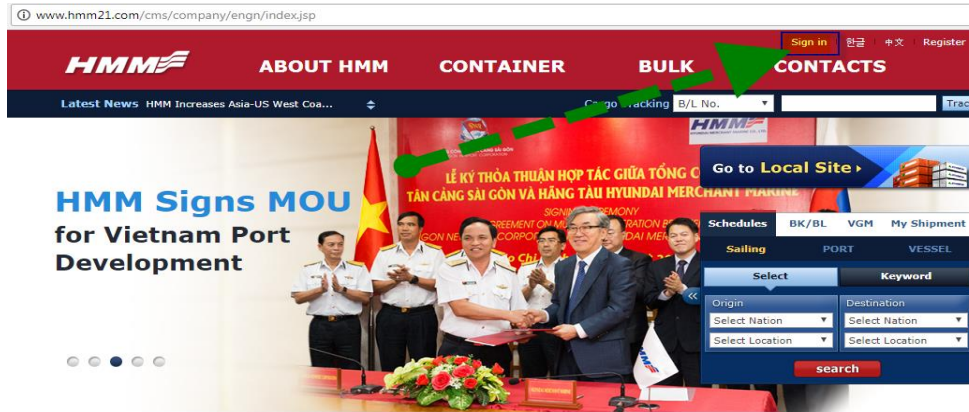 www.hmm21.com/cms/company/engn/index.jsp
Sign in 한글 中文 Register
HMM ABOUT HMM CONTAINER BULK CONTACTS
Latest News HMM Increases Asia-US West Coa...
Cargo Tracking B/L No. Trac
HMM
LỄ KÝ THỎA THUẬN HỢP TÁC GIỮA TỔNG C
TÂN CẢNG SÀI GÒN VÀ HÃNG TÀU HYUNDAI MERCHANT MARINE
Go to Local Site
HMM Signs MOU
for Vietnam Port
Development
Schedules BK/BL VGM My Shipment
Sailing PORT VESSEL
Select Keyword
Origin Destination
Select Nation Select Nation
Select Location Select Location
search